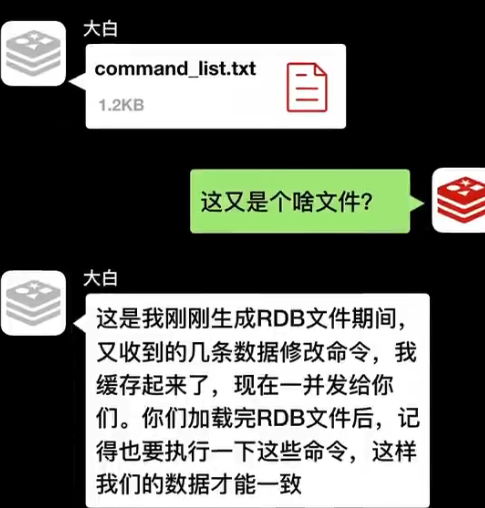 大白
command_list.txt
1.2KB
这又是个啥文件?
大白
这是我刚刚生成RDB文件期间，
又收到的几条数据修改命令，我
缓存起来了，现在一并发给你
们。你们加载完RDB文件后，记
得也要执行一下这些命令，这样
我们的数据才能一致